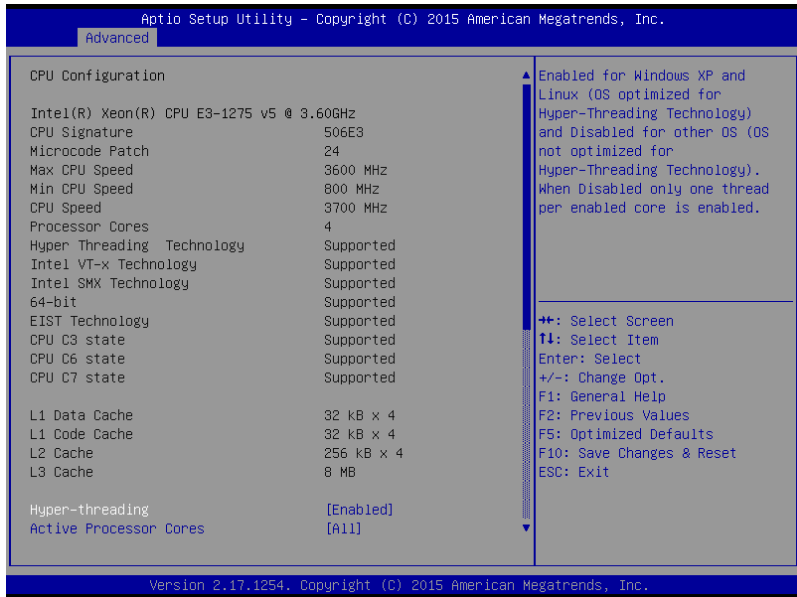 Aptio Setup Utility – Copyright (C) 2015 American Megatrends, Inc.
Advanced
CPU Configuration
Intel(R) Xeon(R) CPU E3-1275 v5 @ 3.60GHz
CPU Signature 506E3
Microcode Patch 24
Max CPU Speed 3600 MHz
Min CPU Speed 800 MHz
CPU Speed 3700 MHz
Processor Cores 4
Hyper Threading Technology Supported
Intel VT-x Technology Supported
Intel SMX Technology Supported
64-bit Supported
EIST Technology Supported
CPU C3 state Supported
CPU C6 state Supported
CPU C7 state Supported
L1 Data Cache 32 kB x 4
L1 Code Cache 32 kB x 4
L2 Cache 256 kB x 4
L3 Cache 8 MB
Hyper-threading [Enabled]
Active Processor Cores [All]
Enabled for Windows XP and
Linux (OS optimized for
Hyper-Threading Technology)
and Disabled for other OS (OS
not optimized for
Hyper-Threading Technology).
When Disabled only one thread
per enabled core is enabled.
→←: Select Screen
↑↓: Select Item
Enter: Select
+/-: Change Opt.
F1: General Help
F2: Previous Values
F5: Optimized Defaults
F10: Save Changes & Reset
ESC: Exit
Version 2.17.1254. Copyright (C) 2015 American Megatrends, Inc.